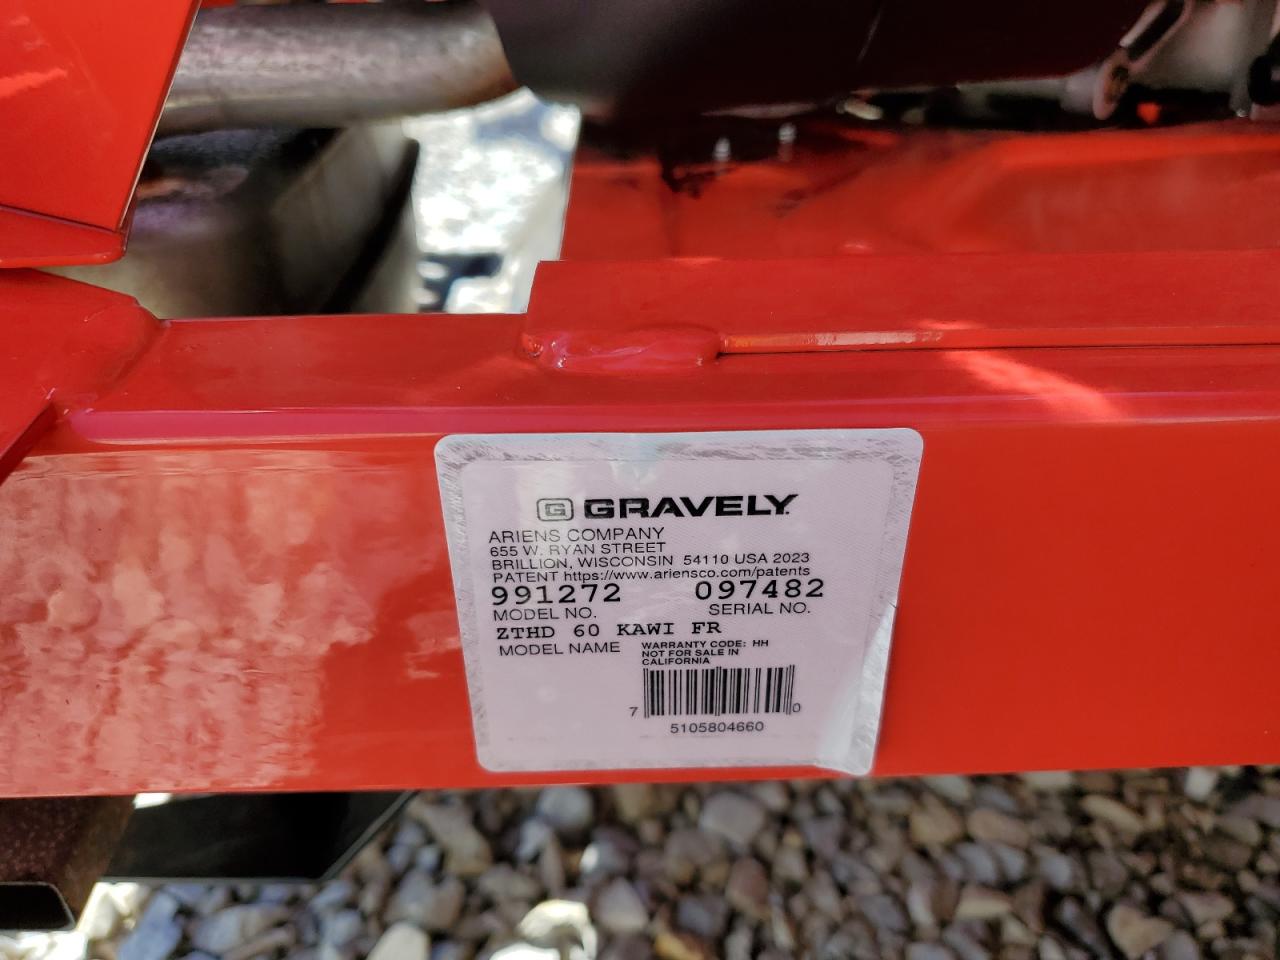 G GRAVELY
ARIENS COMPANY
655 W. RYAN STREET
BRILLION, WISCONSIN 54110 USA 2023
PATENT https://www.ariensco.com/patents
991272 097482
MODEL NO. SERIAL NO.
ZTHD 60 KAWI FR
MODEL NAME WARRANTY CODE: HH
NOT FOR SALE IN
CALIFORNIA
7 0
5105804660